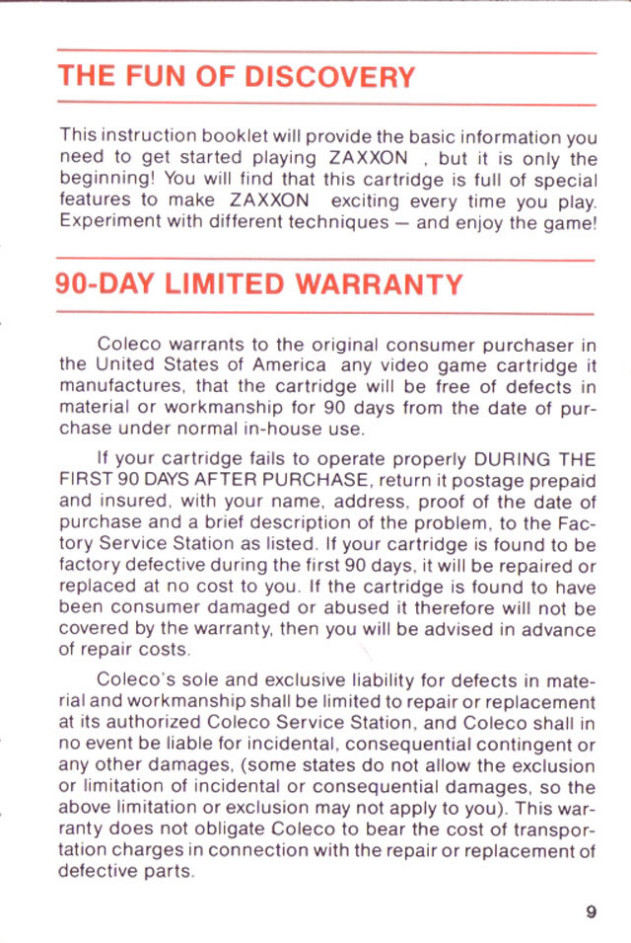 THE FUN OF DISCOVERY
This instruction booklet will provide the basic information you
need to get started playing ZAXXON , but it is only the
beginning! You will find that this cartridge is full of special
features to make ZAXXON exciting every time you play.
Experiment with different techniques — and enjoy the game!
90-DAY LIMITED WARRANTY
Coleco warrants to the original consumer purchaser in
the United States of America any video game cartridge it
manufactures, that the cartridge will be free of defects in
material or workmanship for 90 days from the date of pur-
chase under normal in-house use.
If your cartridge fails to operate properly DURING THE
FIRST 90 DAYS AFTER PURCHASE, return it postage prepaid
and insured, with your name, address, proof of the date of
purchase and a brief description of the problem, to the Fac-
tory Service Station as listed. If your cartridge is found to be
factory defective during the first 90 days, it will be repaired or
replaced at no cost to you. If the cartridge is found to have
been consumer damaged or abused it therefore will not be
covered by the warranty, then you will be advised in advance
of repair costs.
Coleco's sole and exclusive liability for defects in mate-
rial and workmanship shall be limited to repair or replacement
at its authorized Coleco Service Station, and Coleco shall in
no event be liable for incidental, consequential contingent or
any other damages, (some states do not allow the exclusion
or limitation of incidental or consequential damages, so the
above limitation or exclusion may not apply to you). This war-
ranty does not obligate Coleco to bear the cost of transpor-
tation charges in connection with the repair or replacement of
defective parts.
9